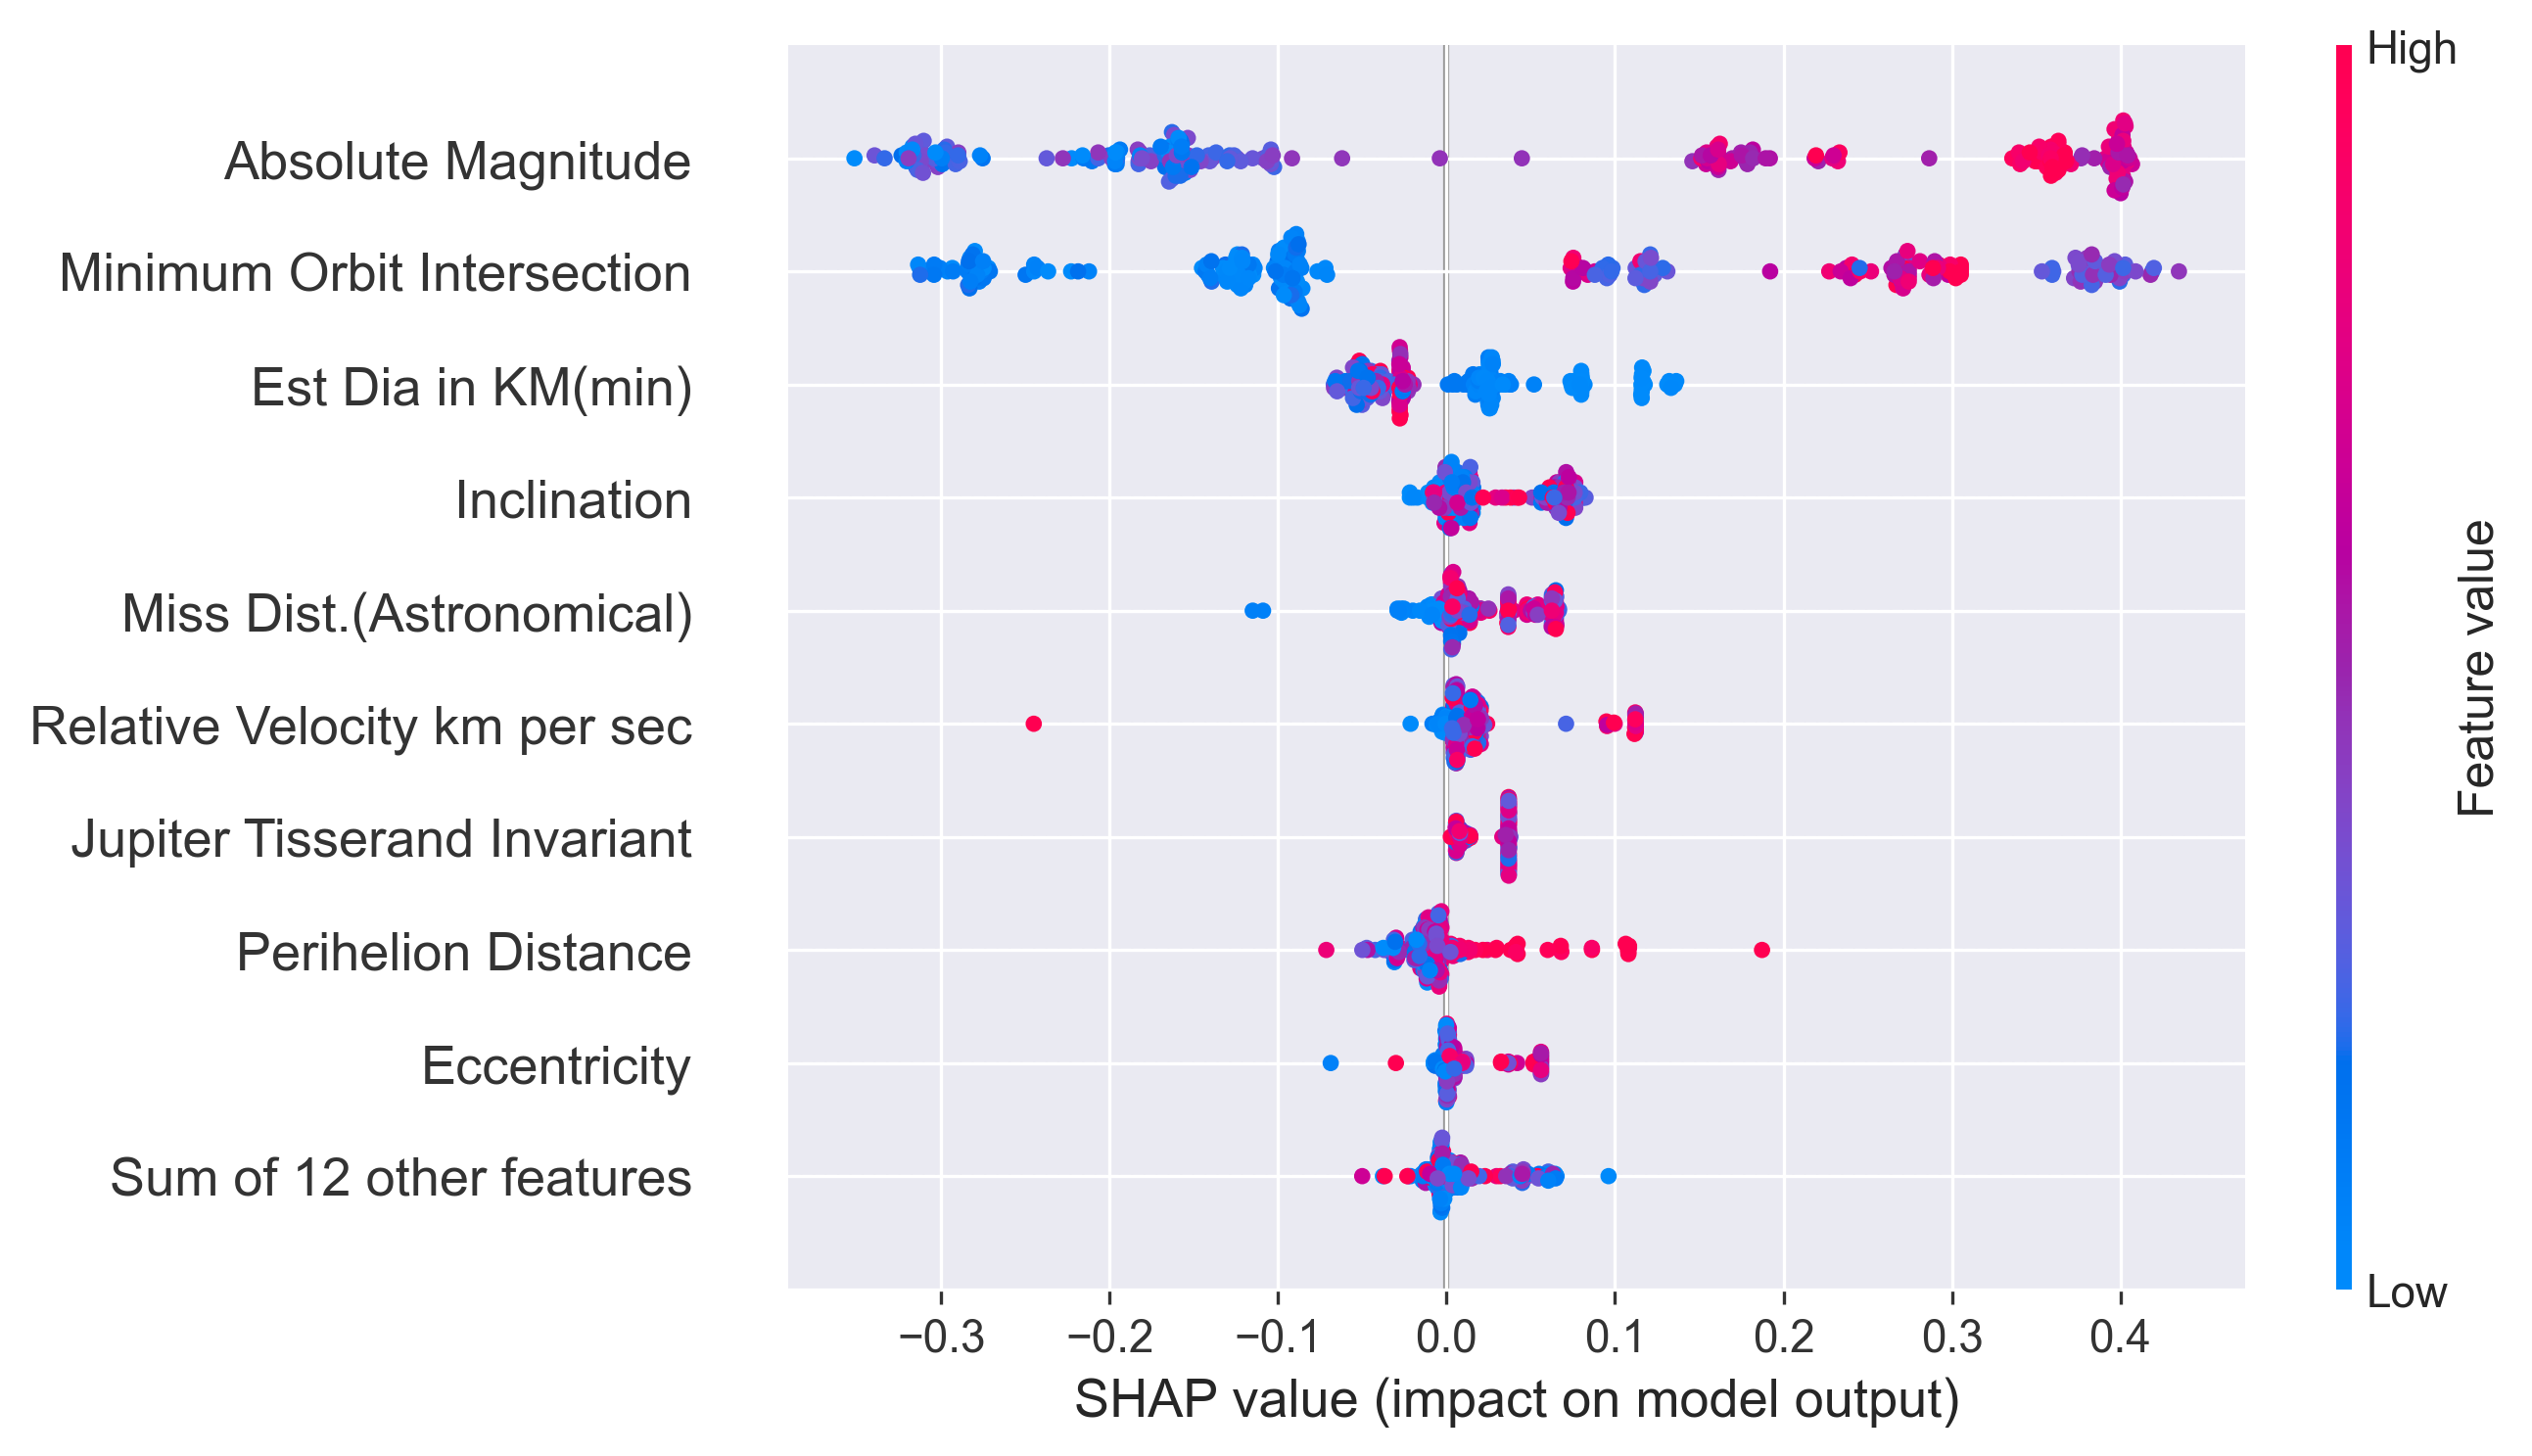 High
Absolute Magnitude
Minimum Orbit Intersection
Est Dia in KM(min)
Inclination
Miss Dist.(Astronomical)
Relative Velocity km per sec
Jupiter Tisserand Invariant
Perihelion Distance
Eccentricity
Sum of 12 other features
Feature value
Low
−0.3 −0.2 −0.1 0.0 0.1 0.2 0.3 0.4
SHAP value (impact on model output)